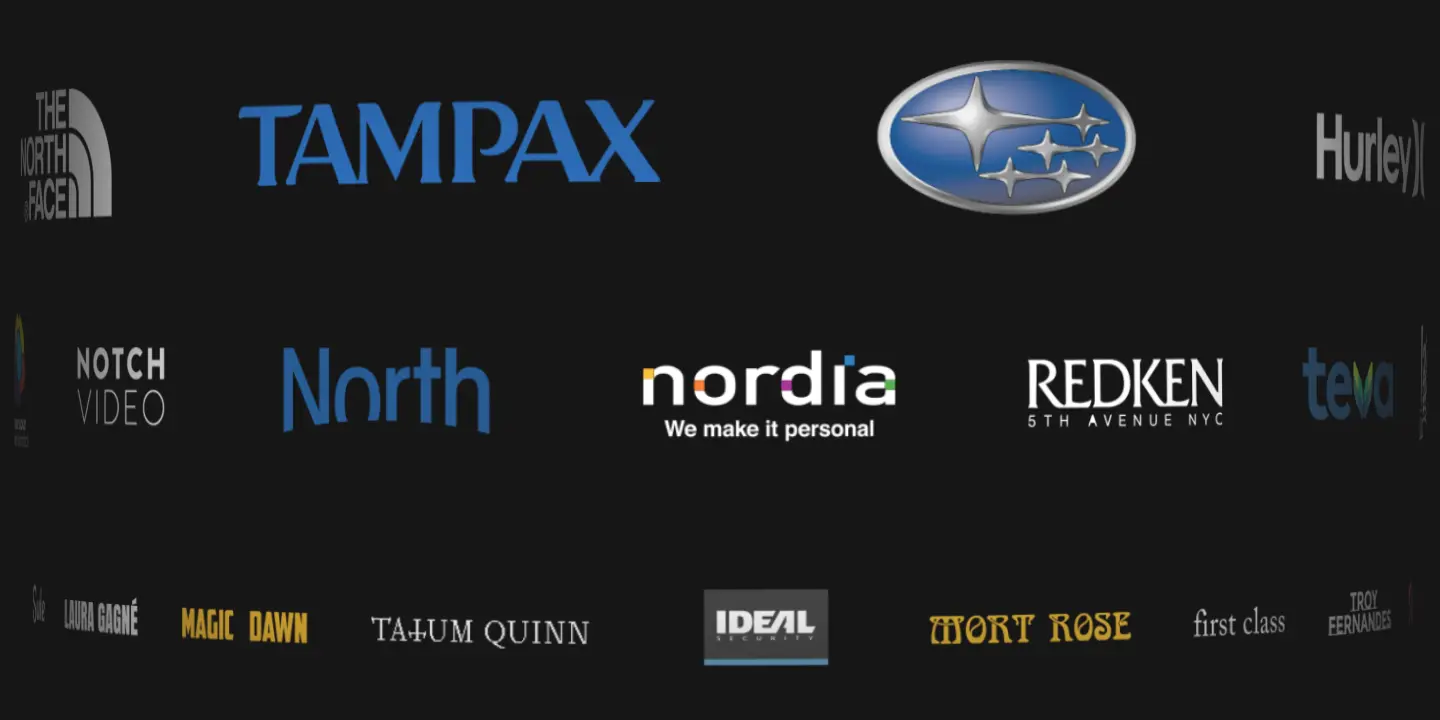 THE
NORTH
FACE
TAMPAX
Hurley
NOTCH
VIDEO
North
nordia
We make it personal
REDKEN
5TH AVENUE NYC
teva
LAURA GAGNÉ
MAGIC DAWN
TATUM QUINN
IDEAL
SECURITY
MORT ROSE
first class
TROY
FERNANDES